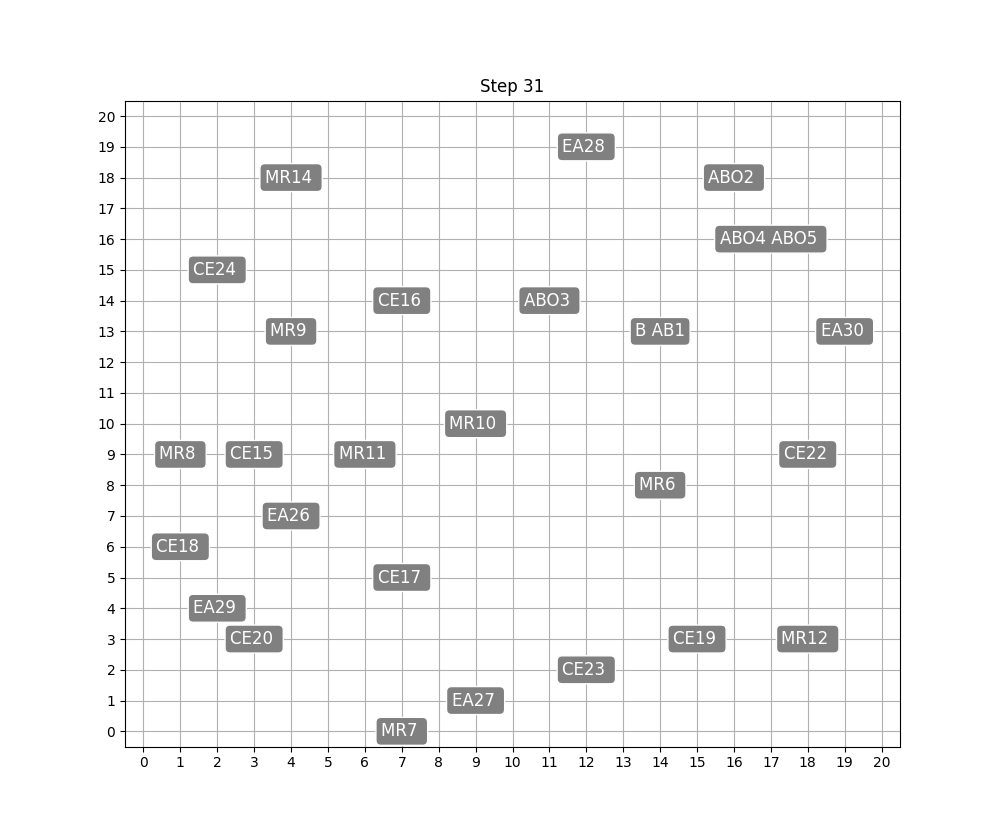 Step 31
20
19
18
17
16
15
14
13
12
11
10
9
8
7
6
5
4
3
2
1
0
EA28
MR14
ABO2
ABO4 ABO5
CE24
CE16
ABO3
MR9
B AB1
EA30
MR10
MR8
CE15
MR11
CE22
MR6
EA26
CE18
CE17
EA29
CE20
CE19
MR12
CE23
EA27
MR7
0 1 2 3 4 5 6 7 8 9 10 11 12 13 14 15 16 17 18 19 20